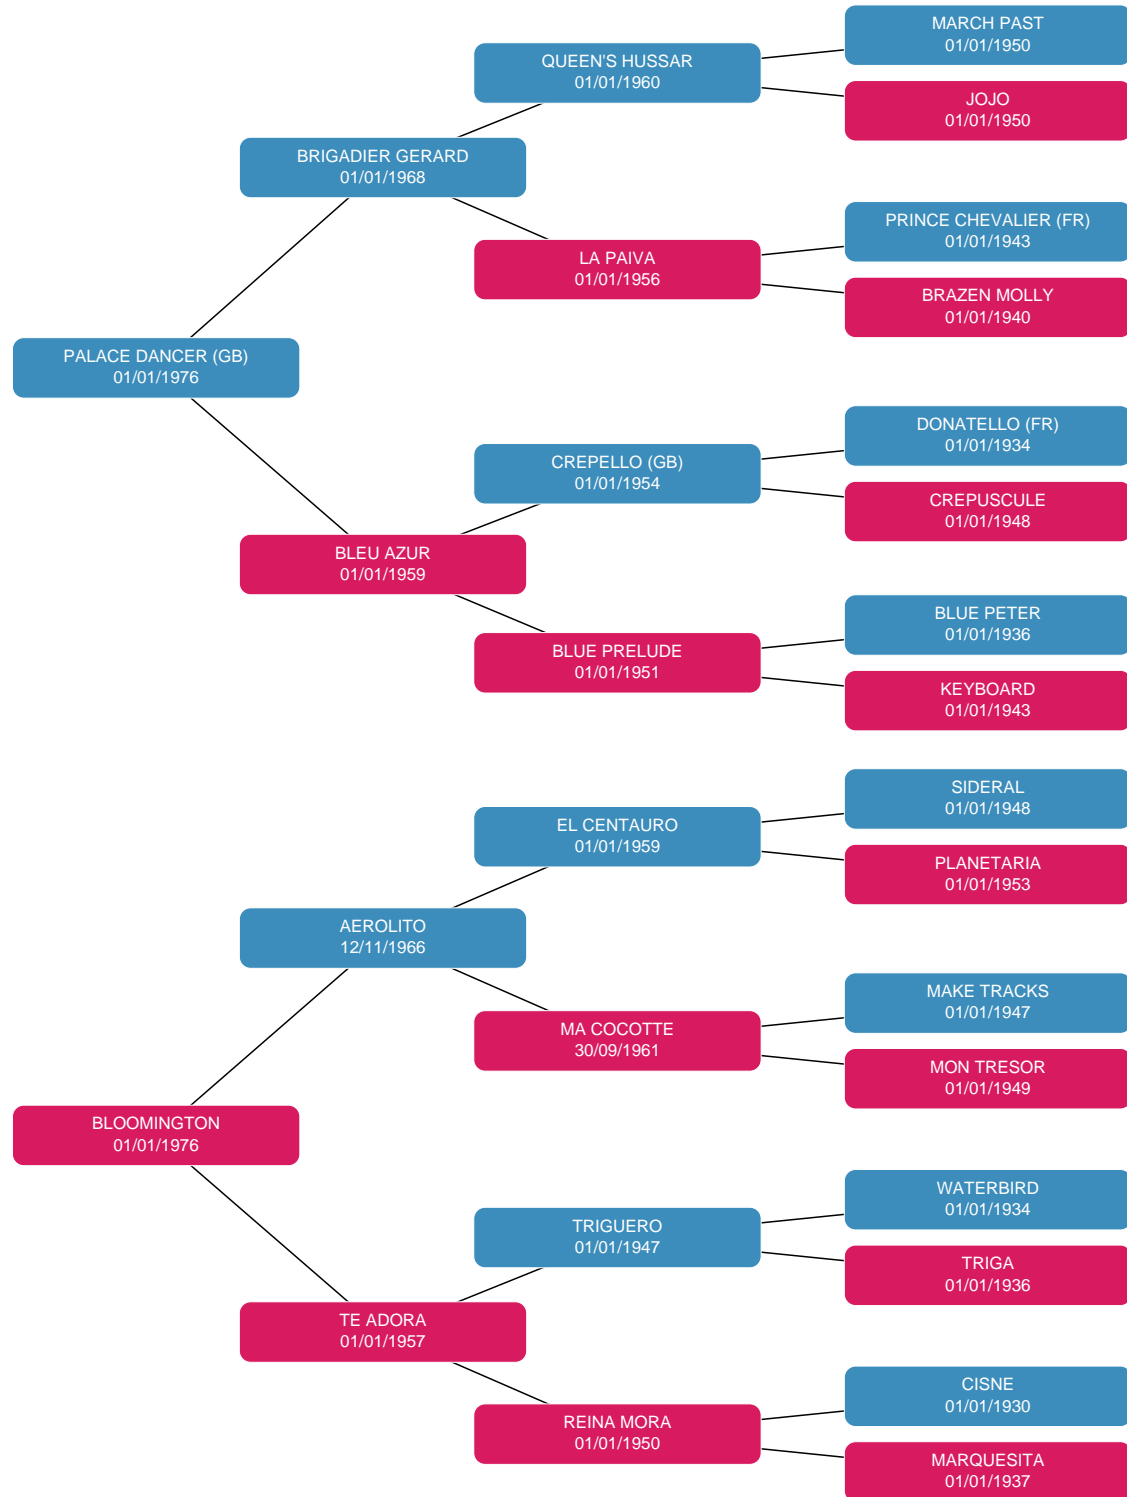 MARCH PAST
01/01/1950
QUEEN'S HUSSAR
01/01/1960
JOJO
01/01/1950
BRIGADIER GERARD
01/01/1968
PRINCE CHEVALIER (FR)
01/01/1943
LA PAIVA
01/01/1956
BRAZEN MOLLY
01/01/1940
PALACE DANCER (GB)
01/01/1976
DONATELLO (FR)
01/01/1934
CREPELLO (GB)
01/01/1954
CREPUSCULE
01/01/1948
BLEU AZUR
01/01/1959
BLUE PETER
01/01/1936
BLUE PRELUDE
01/01/1951
KEYBOARD
01/01/1943
SIDERAL
01/01/1948
EL CENTAURO
01/01/1959
PLANETARIA
01/01/1953
AEROLITO
12/11/1966
MAKE TRACKS
01/01/1947
MA COCOTTE
30/09/1961
MON TRESOR
01/01/1949
BLOOMINGTON
01/01/1976
WATERBIRD
01/01/1934
TRIGUERO
01/01/1947
TRIGA
01/01/1936
TE ADORA
01/01/1957
CISNE
01/01/1930
REINA MORA
01/01/1950
MARQUESITA
01/01/1937